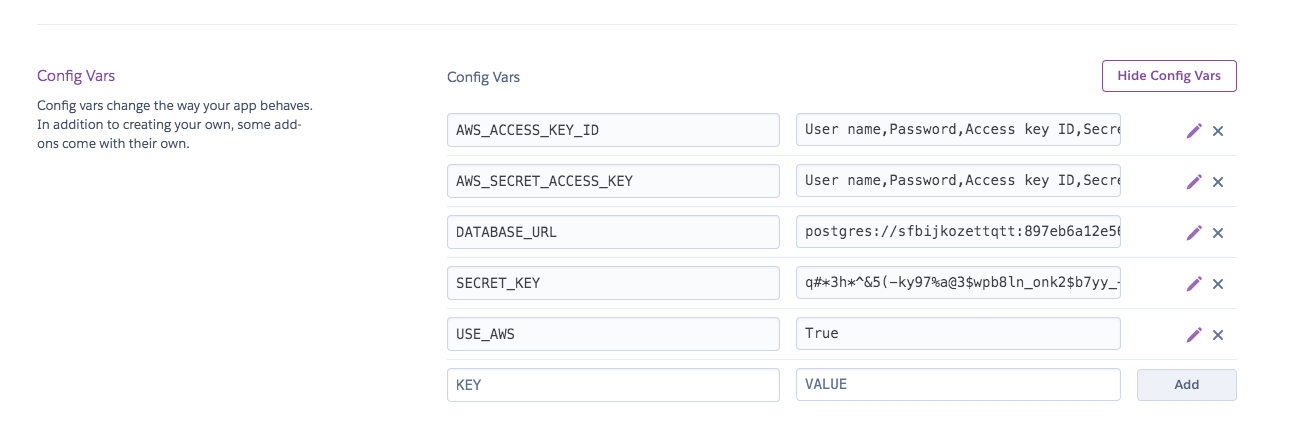 Config Vars
Config vars change the way your app behaves.
In addition to creating your own, some add-
ons come with their own.
Config Vars
Hide Config Vars
AWS_ACCESS_KEY_ID User name,Password,Access key ID,Secre
AWS_SECRET_ACCESS_KEY User name,Password,Access key ID,Secre
DATABASE_URL postgres://sfbijkozettqtt:897eb6a12e56
SECRET_KEY q#*3h*^&5(-ky97%a@3$wpb8ln_onk2$b7yy_-
USE_AWS True
KEY VALUE Add